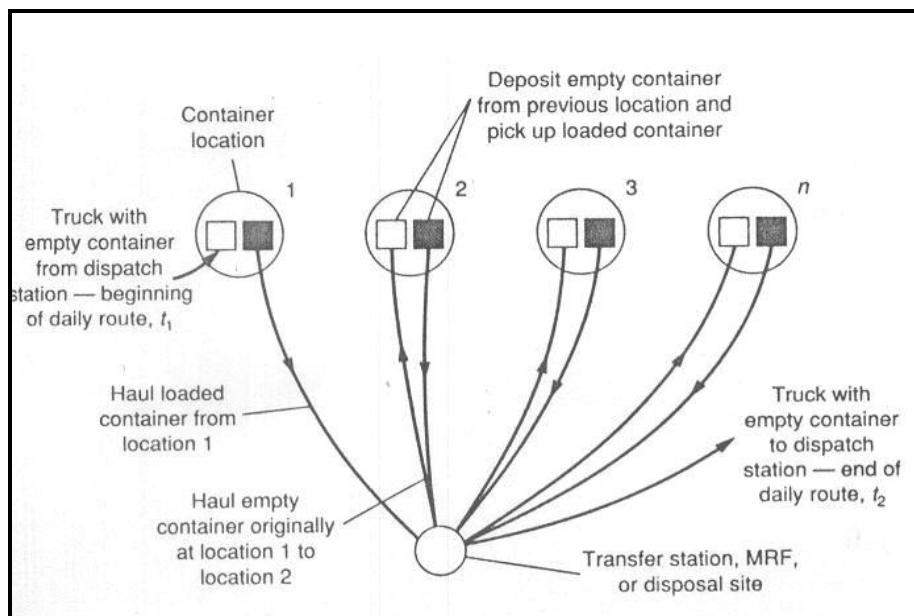 Deposit empty container
from previous location and
pick up loaded container
Container
location
1
2
3
n
Truck with
empty container
from dispatch
station — beginning
of daily route, t1
Haul loaded
container from
location 1
Truck with
empty container
to dispatch
station — end of
daily route, t2
Haul empty
container originally
at location 1 to
location 2
Transfer station, MRF,
or disposal site